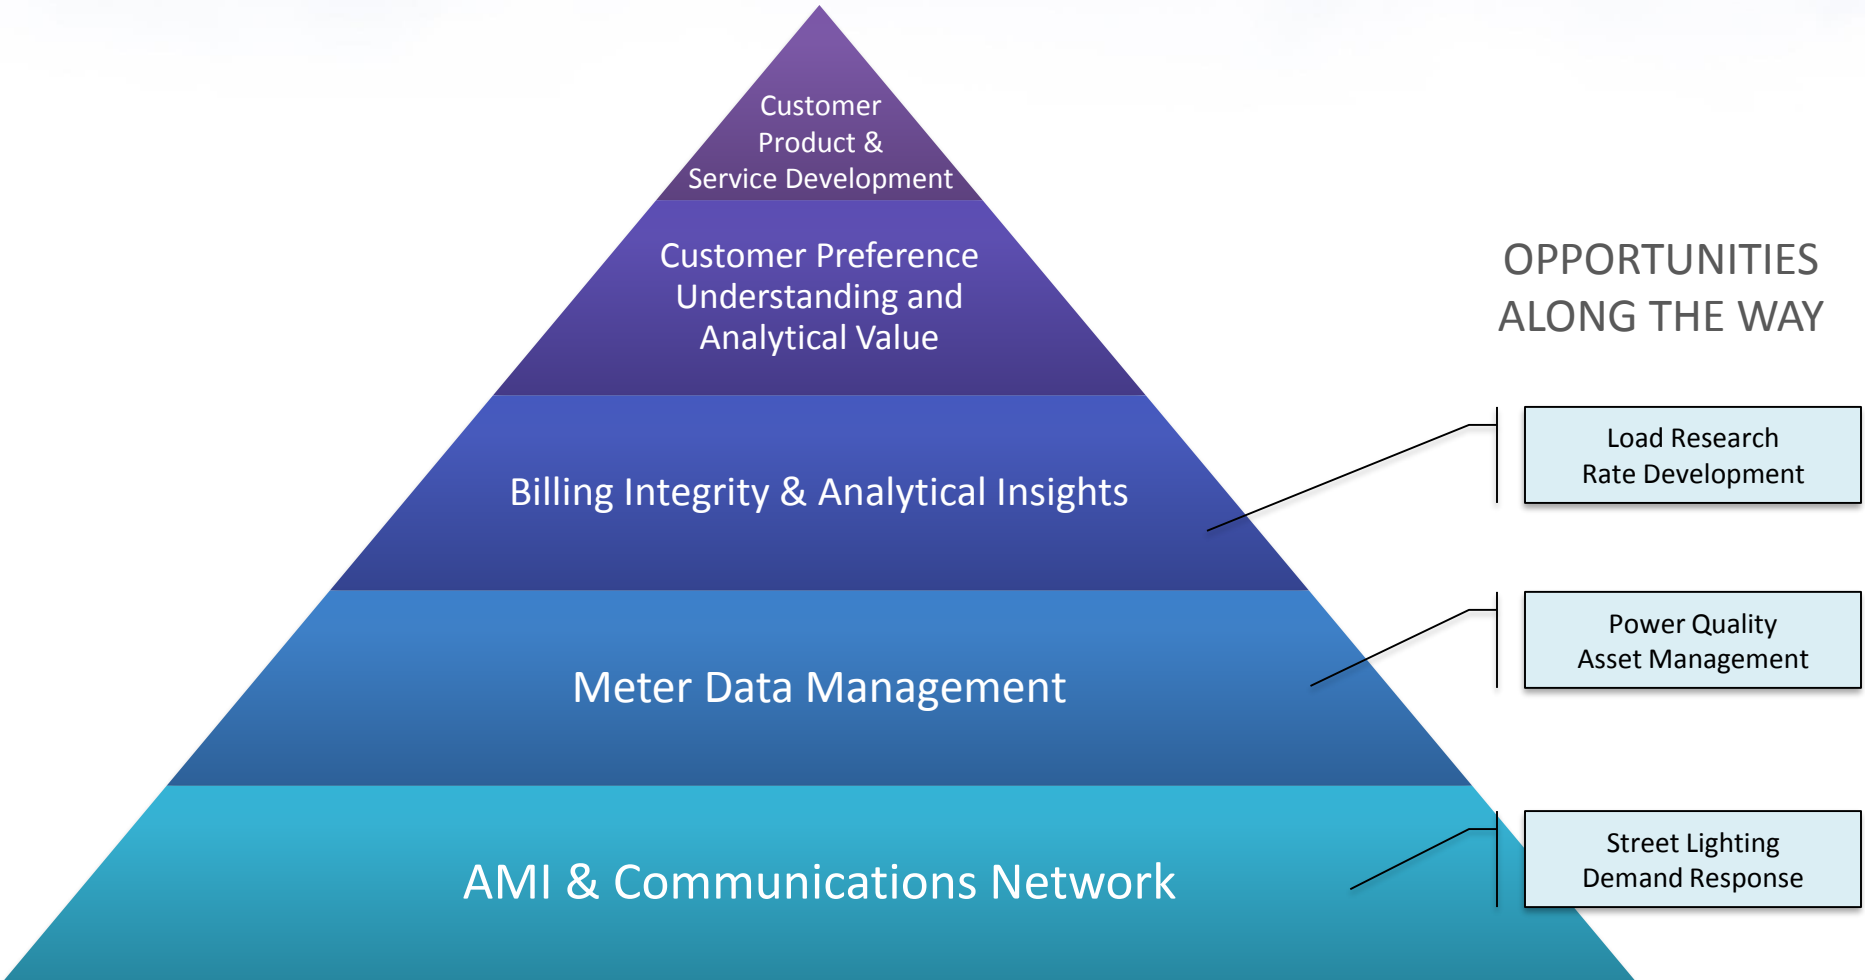 Customer
Product &
Service Development
Customer Preference
Understanding and
Analytical Value
Billing Integrity & Analytical Insights
Meter Data Management
AMI & Communications Network
OPPORTUNITIES
ALONG THE WAY
Load Research
Rate Development
Power Quality
Asset Management
Street Lighting
Demand Response